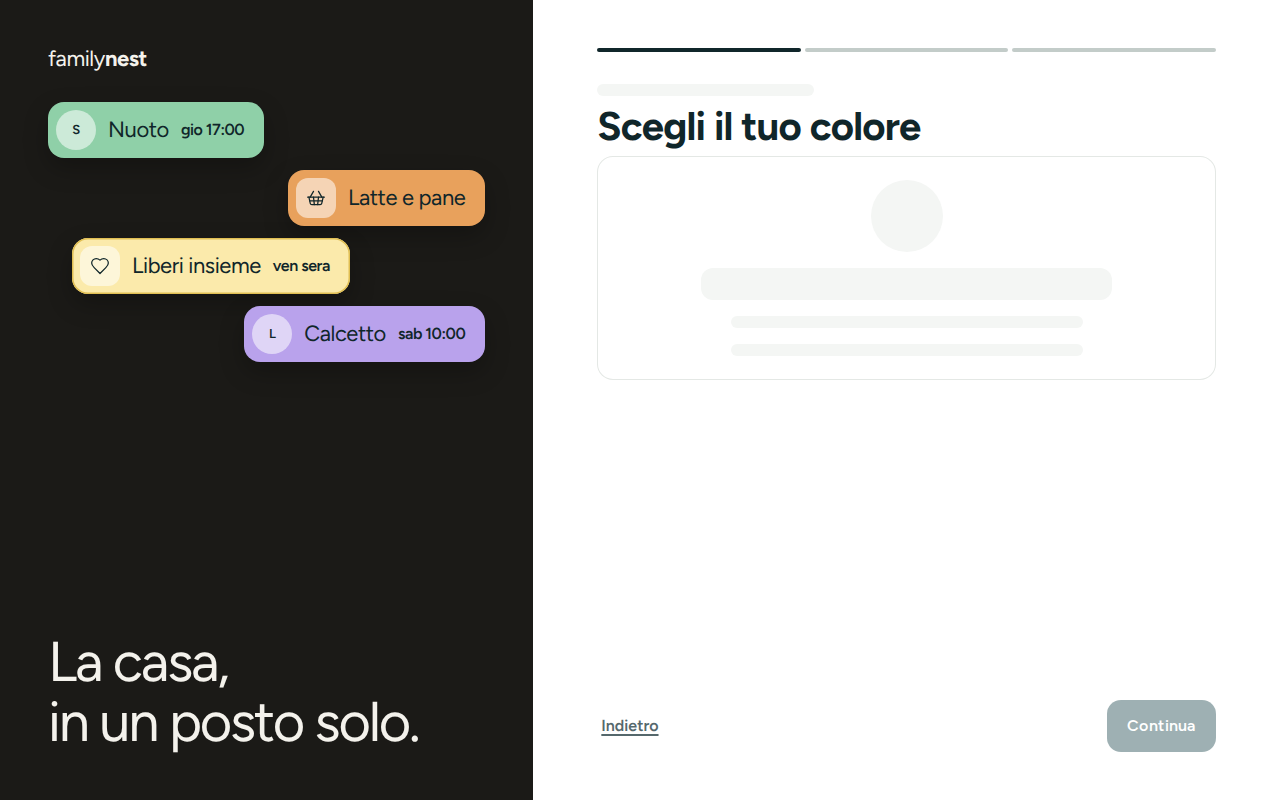 familynest
S Nuoto gio 17:00
Latte e pane
Liberi insieme ven sera
L Calcetto sab 10:00
La casa,
in un posto solo.
Scegli il tuo colore
Indietro
Continua